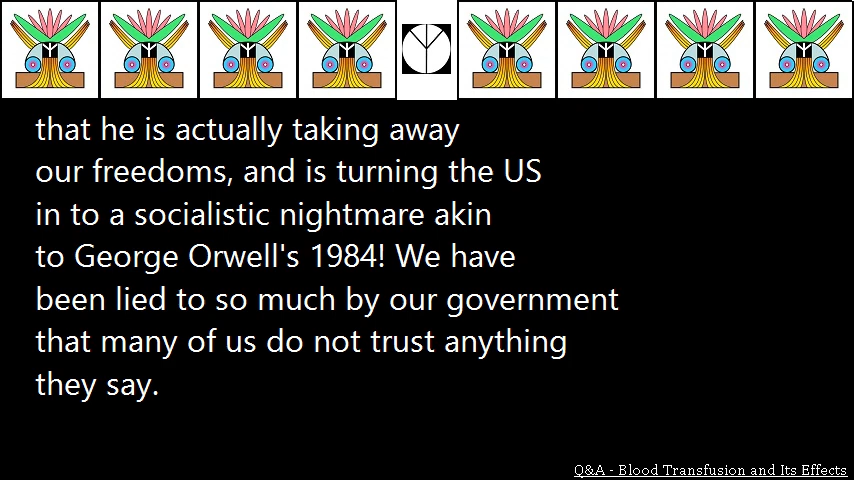 that he is actually taking away
our freedoms, and is turning the US
in to a socialistic nightmare akin
to George Orwell's 1984! We have
been lied to so much by our government
that many of us do not trust anything
they say.
Q&A - Blood Transfusion and Its Effects